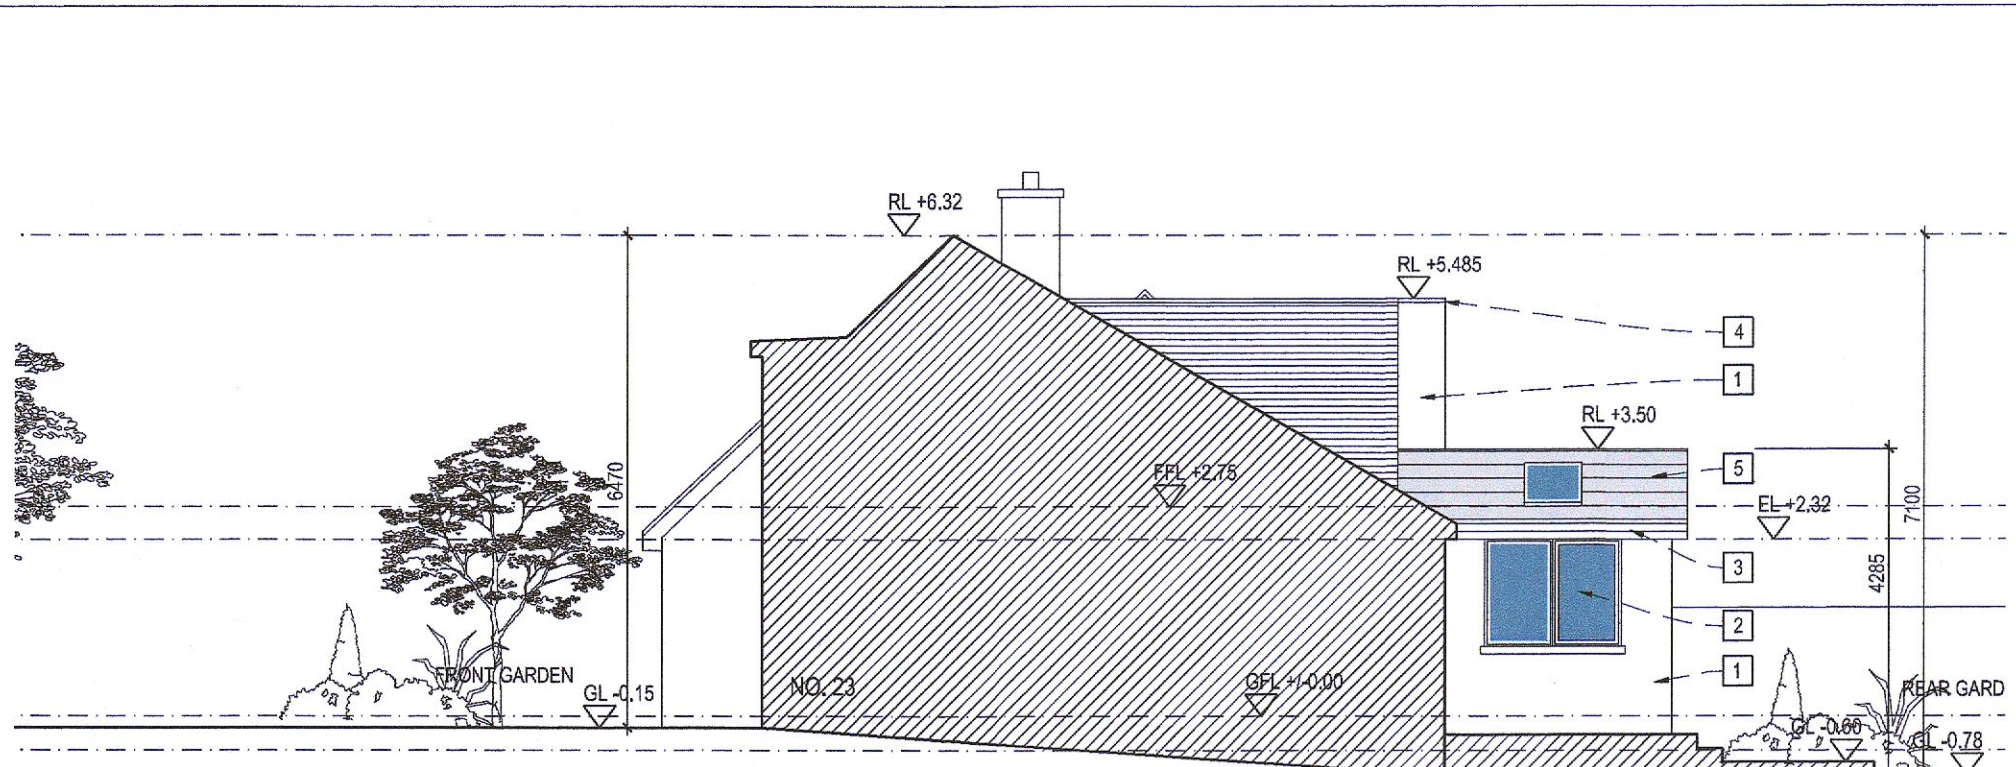 RL +6.32
RL +5.485
4
1
RL +3.50
6470
FFL +2.75
5
EL +2.32
7100
3
4285
2
FRONT GARDEN
GL -0.15
NO. 23
GFL +/-0.00
1
REAR GARD
GL -0.60
GL -0.78